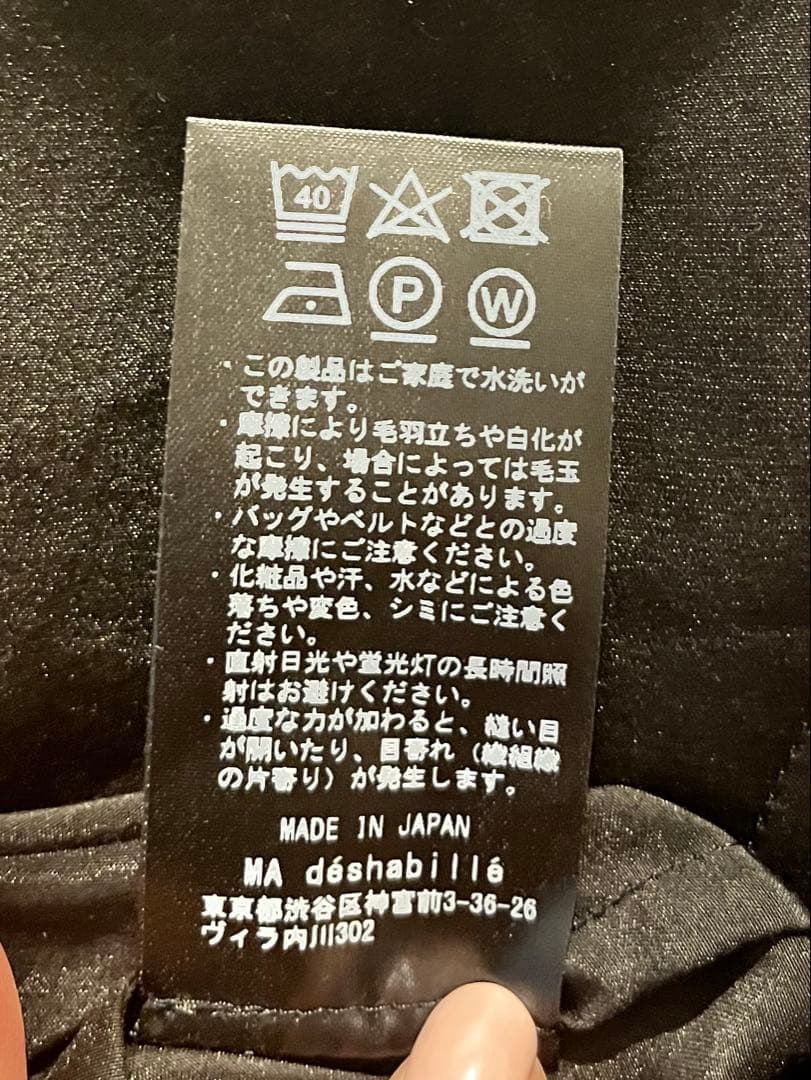 40
P W
・この製品はご家庭で水洗いが
できます。
・摩擦により毛羽立ちや白化が
起こり、場合によっては毛玉
が発生することがあります。
・バッグやベルトなどとの過度
な摩擦にご注意ください。
・化粧品や汗、水などによる色
落ちや変色、シミにご注意く
ださい。
・直射日光や蛍光灯の長時間照
射はお避けください。
・過度な力が加わると、縫い目
が開いたり、目寄れ（縫組織
の片寄り）が発生します。
MADE IN JAPAN
MA déshabillé
東京都渋谷区神宮前3-36-26
ヴィラ内川302